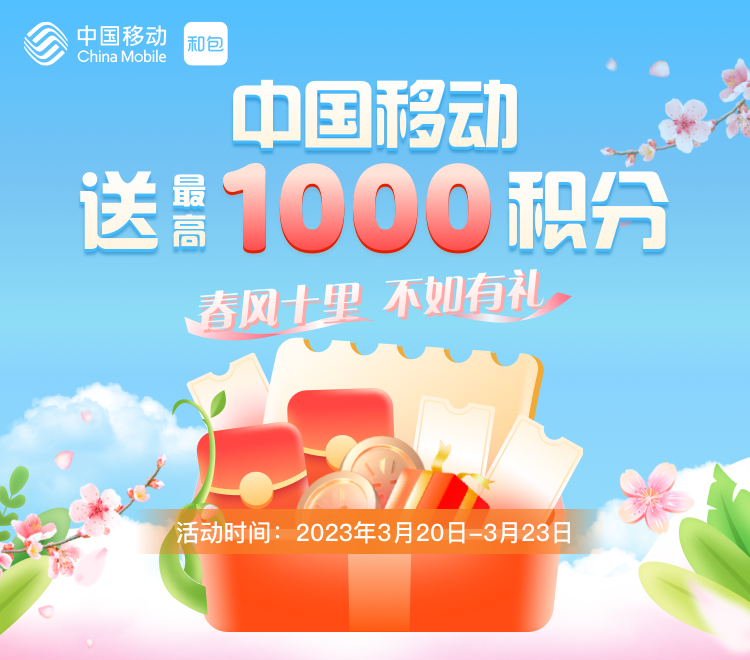 中国移动
China Mobile
和包
中国移动
送最高1000积分
春风十里 不如有礼
活动时间：2023年3月20日-3月23日